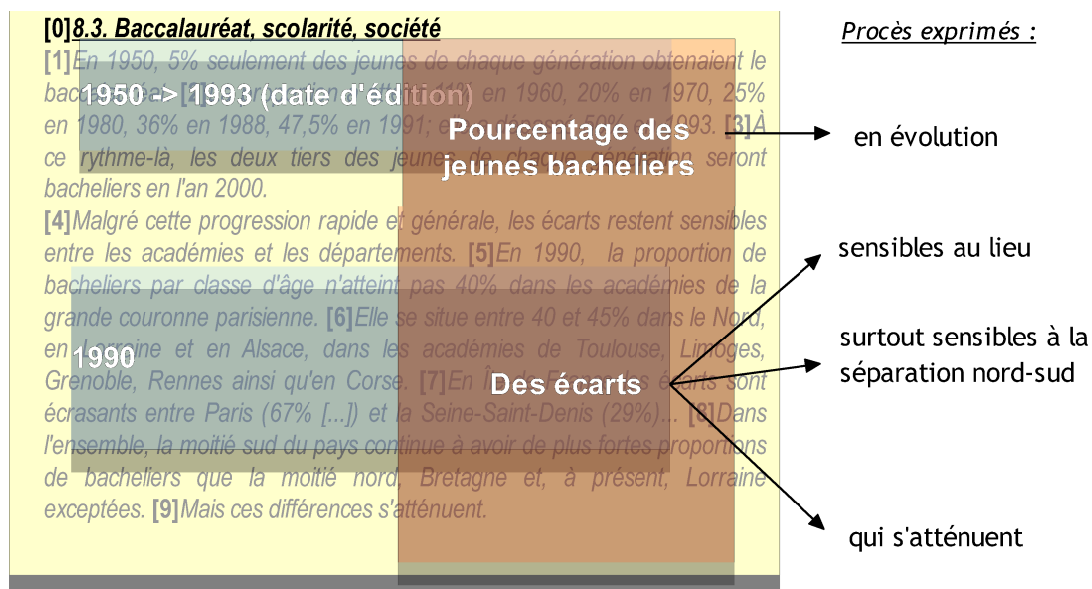 [0]8.3. Baccalauréat, scolarité, société
[1]En 1950, 5% seulement des jeunes de chaque génération obtenaient le
en 1960, 20% en 1970, 25%
en 1980, 36% en 1988, 47,5% en 1991; 50% 1993. [3]À
ce rythme-là, les deux tiers des jeunes de chaque génération seront
bacheliers en l'an 2000.
[4]Malgré cette progression rapide et générale, les écarts restent sensibles
entre les académies et les départements. [5]En 1990, la proportion de
bacheliers par classe d'âge n'atteint pas 40% dans les académies de la
grande couronne parisienne. [6]Elle se situe entre 40 et 45% dans le Nord,
en Lorraine et en Alsace, dans les académies de Toulouse, Limoges,
Grenoble, Rennes ainsi qu'en Corse. [7]En écarts sont
écrasants entre Paris (67% [...]) et la Seine-Saint-Denis (29%)... [8]Dans
l'ensemble, la moitié sud du pays continue à avoir de plus fortes proportions
de bacheliers que la moitié nord, Bretagne et, à présent, Lorraine
exceptées. [9]Mais ces différences s'atténuent.
1950 -> 1993 (date d'édition)
Pourcentage des
jeunes bacheliers
1990
Des écarts
Procès exprimés :
en évolution
sensibles au lieu
surtout sensibles à la
séparation nord-sud
qui s'atténuent